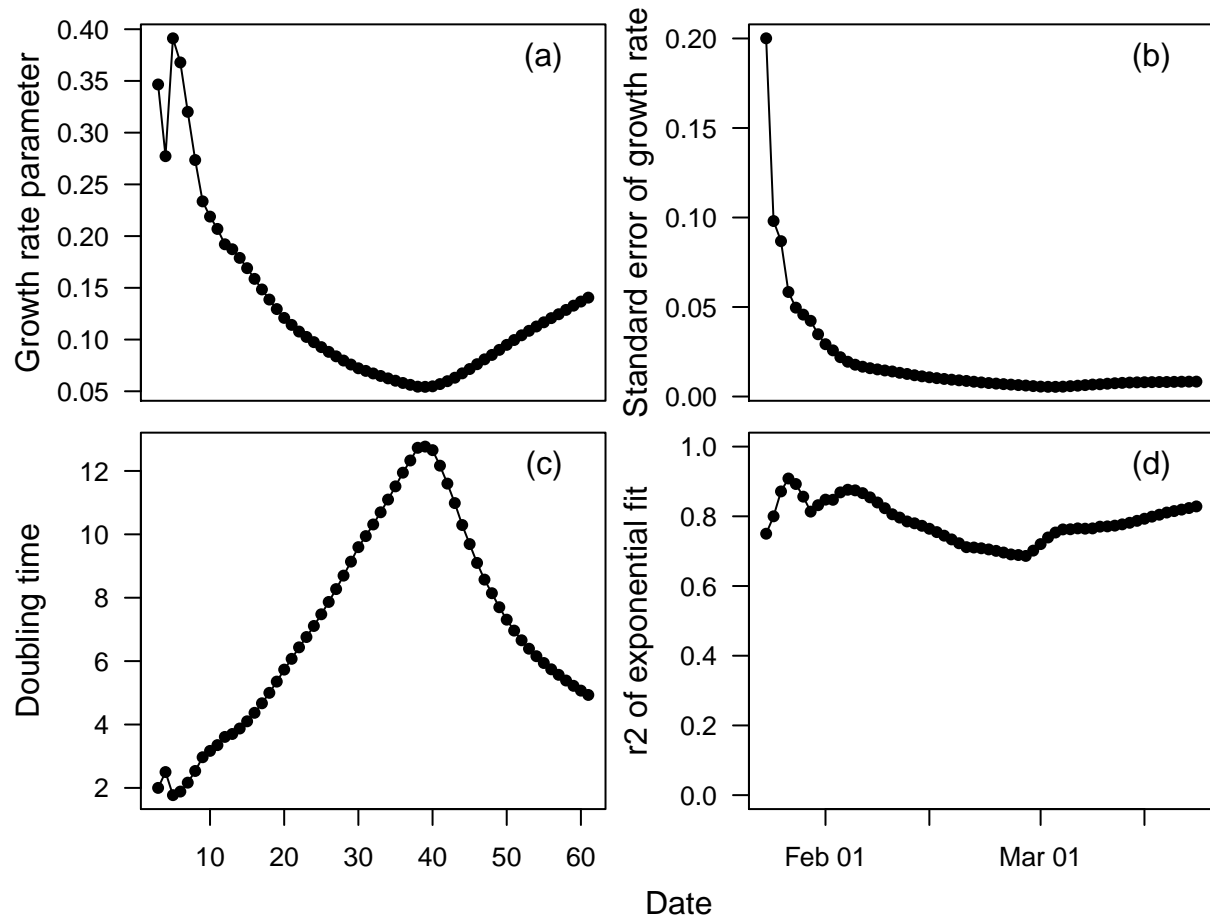 Growth rate parameter
0.40
0.35
0.30
0.25
0.20
0.15
0.10
0.05
(a)
Standard error of growth rate
0.20
0.15
0.10
0.05
0.00
(b)
Doubling time
12
10
8
6
4
2
(c)
10 20 30 40 50 60
r2 of exponential fit
1.0
0.8
0.6
0.4
0.2
0.0
(d)
Feb 01 Mar 01
Date